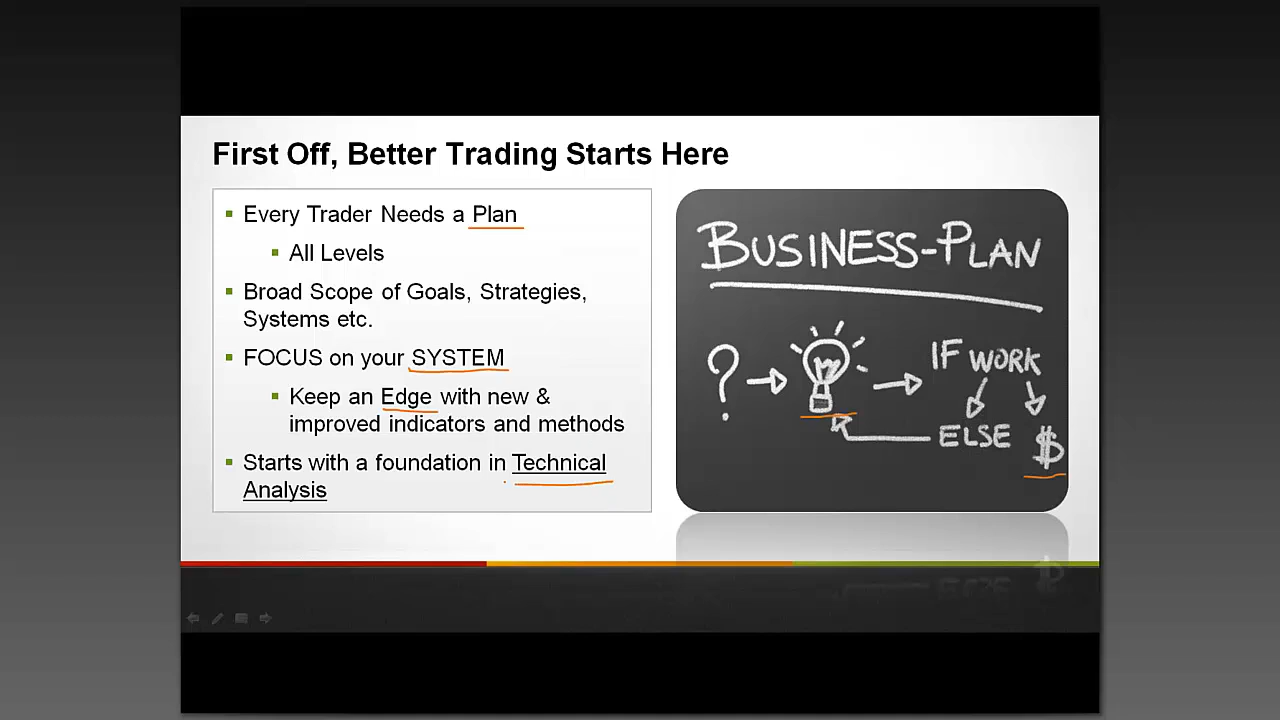 First Off, Better Trading Starts Here
Every Trader Needs a Plan
All Levels
Broad Scope of Goals, Strategies,
Systems etc.
FOCUS on your SYSTEM
Keep an Edge with new &
improved indicators and methods
Starts with a foundation in Technical
Analysis
BUSINESS-PLAN
?
IF WORK
ELSE
$